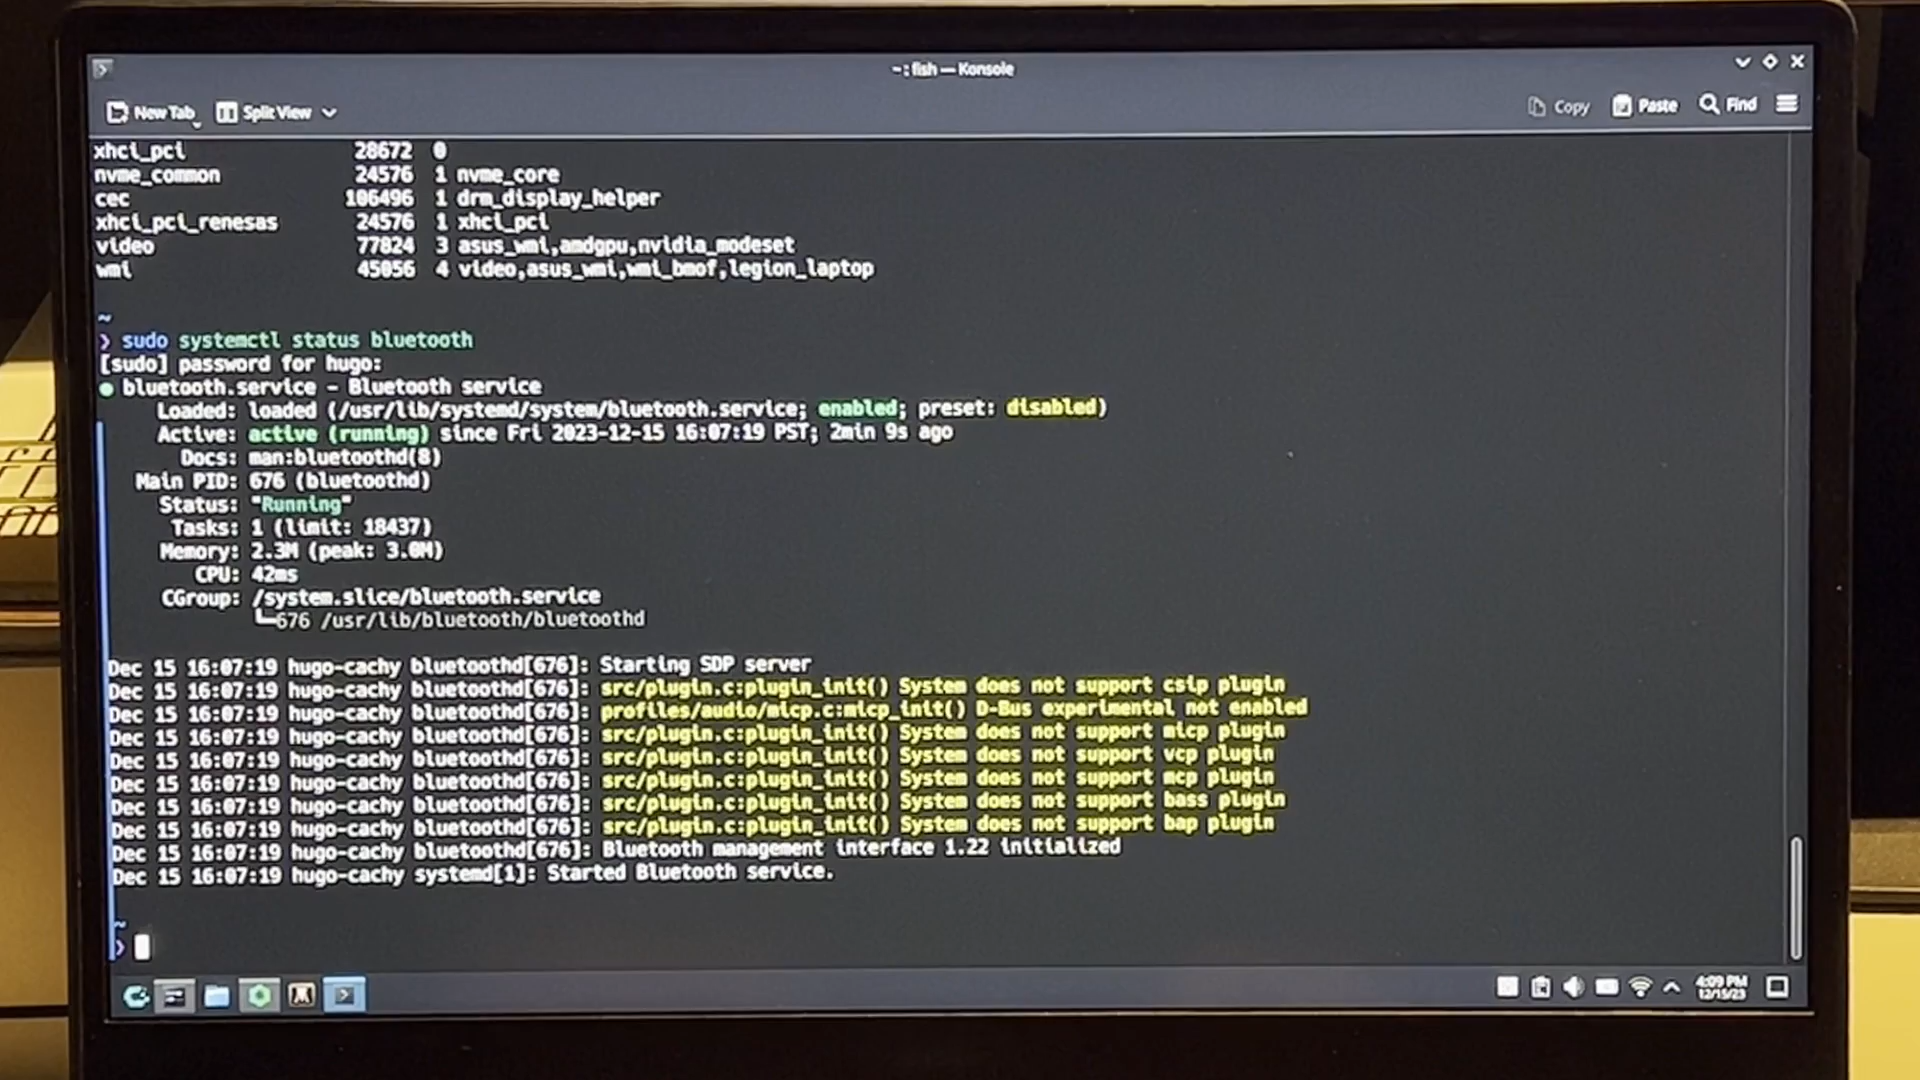 ~ : fish — Konsole
New Tab Split View Copy Paste Find
xhci_pci 28672 0
nvme_common 24576 1 nvme_core
cec 106496 1 drm_display_helper
xhci_pci_renesas 24576 1 xhci_pci
video 77824 3 asus_wmi,amdgpu,nvidia_modeset
wmi 45056 4 video,asus_wmi,wmi_bmof,legion_laptop
~
❯ sudo systemctl status bluetooth
[sudo] password for hugo:
● bluetooth.service - Bluetooth service
Loaded: loaded (/usr/lib/systemd/system/bluetooth.service; enabled; preset: disabled)
Active: active (running) since Fri 2023-12-15 16:07:19 PST; 2min 9s ago
Docs: man:bluetoothd(8)
Main PID: 676 (bluetoothd)
Status: "Running"
Tasks: 1 (limit: 18437)
Memory: 2.3M (peak: 3.0M)
CPU: 42ms
CGroup: /system.slice/bluetooth.service
└─676 /usr/lib/bluetooth/bluetoothd
Dec 15 16:07:19 hugo-cachy bluetoothd[676]: Starting SDP server
Dec 15 16:07:19 hugo-cachy bluetoothd[676]: src/plugin.c:plugin_init() System does not support csip plugin
Dec 15 16:07:19 hugo-cachy bluetoothd[676]: profiles/audio/micp.c:micp_init() D-Bus experimental not enabled
Dec 15 16:07:19 hugo-cachy bluetoothd[676]: src/plugin.c:plugin_init() System does not support micp plugin
Dec 15 16:07:19 hugo-cachy bluetoothd[676]: src/plugin.c:plugin_init() System does not support vcp plugin
Dec 15 16:07:19 hugo-cachy bluetoothd[676]: src/plugin.c:plugin_init() System does not support mcp plugin
Dec 15 16:07:19 hugo-cachy bluetoothd[676]: src/plugin.c:plugin_init() System does not support bass plugin
Dec 15 16:07:19 hugo-cachy bluetoothd[676]: src/plugin.c:plugin_init() System does not support bap plugin
Dec 15 16:07:19 hugo-cachy bluetoothd[676]: Bluetooth management interface 1.22 initialized
Dec 15 16:07:19 hugo-cachy systemd[1]: Started Bluetooth service.
~
❯
4:09 PM
12/15/23